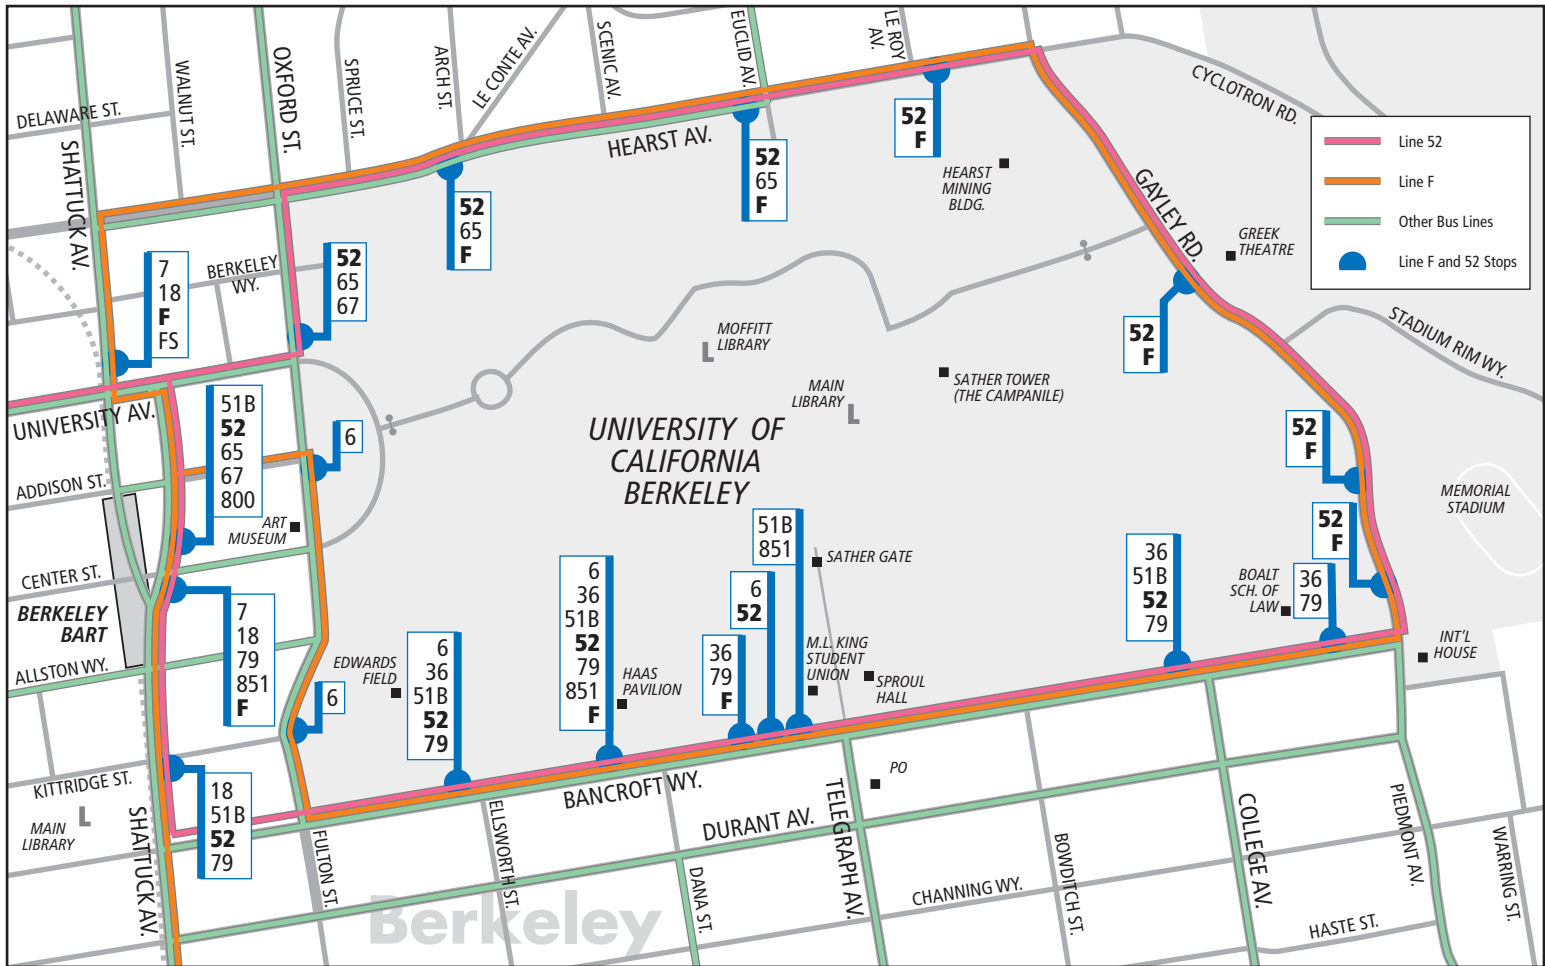 DELAWARE ST.
SHATTUCK AV.
WALNUT ST.
OXFORD ST.
SPRUCE ST.
ARCH ST.
LE CONTE AV.
SCENIC AV.
EUCLID AV.
LE ROY
AV.
HEARST AV.
CYCLOTRON RD.
GAYLEY RD.
Line 52
Line F
Other Bus Lines
Line F and 52 Stops
52
F
HEARST
MINING
BLDG.
52
65
F
52
65
F
GREEK
THEATRE
BERKELEY
WY.
7
18
F
FS
52
65
67
52
F
STADIUM RIM WY.
MOFFITT
LIBRARY
MAIN
LIBRARY
SATHER TOWER
(THE CAMPANILE)
UNIVERSITY AV.
51B
52
65
67
800
6
UNIVERSITY OF
CALIFORNIA
BERKELEY
52
F
ADDISON ST.
ART
MUSEUM
MEMORIAL
STADIUM
52
F
51B
851
SATHER GATE
CENTER ST.
BERKELEY
BART
ALLSTON WY.
7
18
79
851
F
6
6
36
51B
52
79
851
F
6
52
36
51B
52
79
BOALT
SCH. OF
LAW
36
79
INT'L
HOUSE
EDWARDS
FIELD
6
36
51B
52
79
HAAS
PAVILION
36
79
F
M.L. KING
STUDENT
UNION
SPROUL
HALL
KITTRIDGE ST.
MAIN
LIBRARY
SHATTUCK AV.
18
51B
52
79
BANCROFT WY.
PO
DURANT AV.
TELEGRAPH AV.
FULTON ST.
ELLSWORTH ST.
DANA ST.
CHANNING WY.
BOWDITCH ST.
COLLEGE AV.
PIEDMONT AV.
WARRING ST.
HASTE ST.
Berkeley